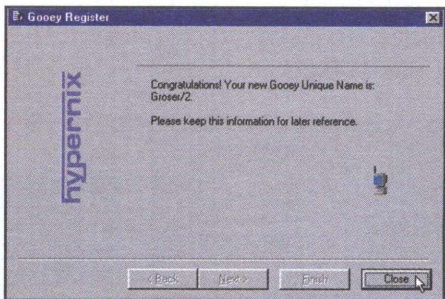 Gooey Register
hypernix
Congratulations! Your new Gooey Unique Name is:
Groser/2.
Please keep this information for later reference.
< Back
Next >
Finish
Close